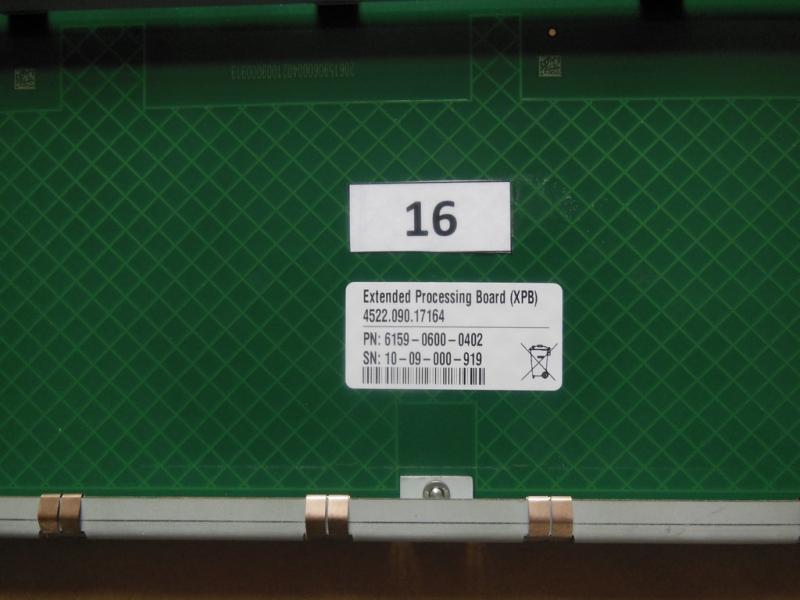 16
Extended Processing Board (XPB)
4522.090.17164
PN: 6159-0600-0402
SN: 10-09-000-919